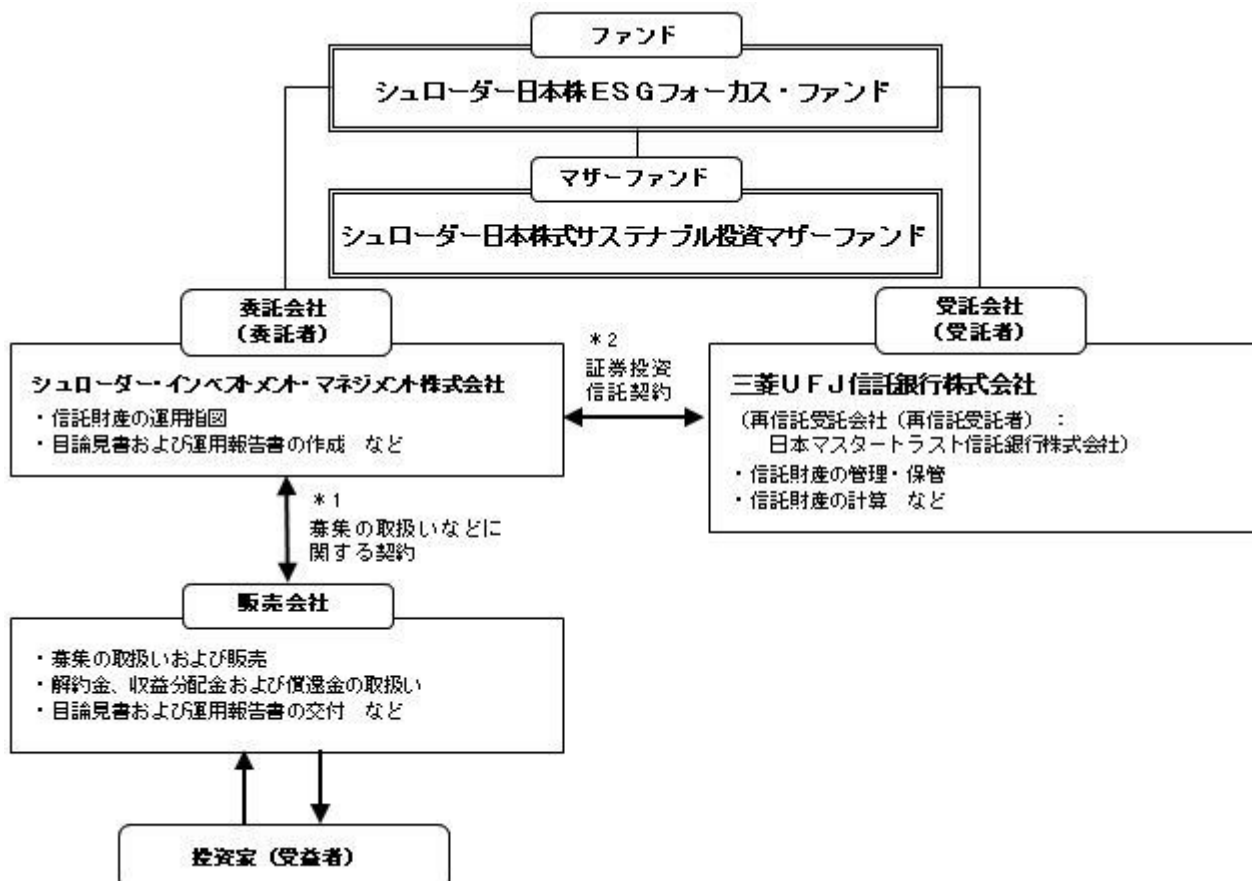 ファンド
シュローダー日本株ESGフォーカス・ファンド
マザーファンド
シュローダー日本株式サステナブル投資マザーファンド
委託会社
（委託者）
シュローダー・インベストメント・マネジメント株式会社
・信託財産の運用指図
・目論見書および運用報告書の作成　など
＊2
証券投資
信託契約
受託会社
（受託者）
三菱UFJ信託銀行株式会社
（再信託受託会社（再信託受託者）：
日本マスタートラスト信託銀行株式会社）
・信託財産の管理・保管
・信託財産の計算　など
＊1
募集の取扱いなどに
関する契約
販売会社
・募集の取扱いおよび販売
・解約金、収益分配金および償還金の取扱い
・目論見書および運用報告書の交付　など
投資家（受益者）